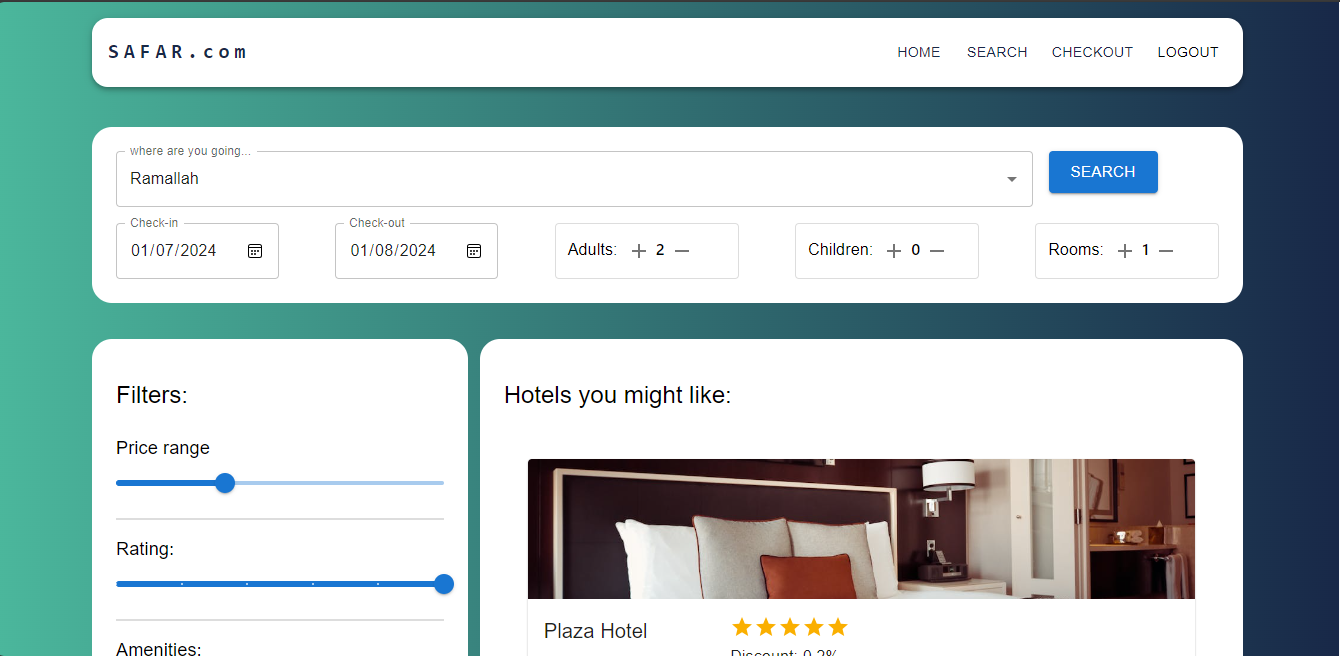 SAFAR.com
HOME SEARCH CHECKOUT LOGOUT
where are you going...
Ramallah
SEARCH
Check-in
01/07/2024
Check-out
01/08/2024
Adults: + 2 −
Children: + 0 −
Rooms: + 1 −
Filters:
Price range
Rating:
Amenities:
Hotels you might like:
Plaza Hotel
Discount: 0.2%